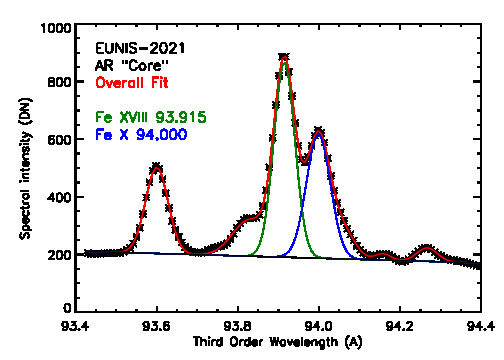 EUNIS-2021
AR "Core"
Overall Fit
Fe XVIII 93.915
Fe X 94.000
Spectral intensity (DN)
1000
800
600
400
200
0
93.4 93.6 93.8 94.0 94.2 94.4
Third Order Wavelength (A)